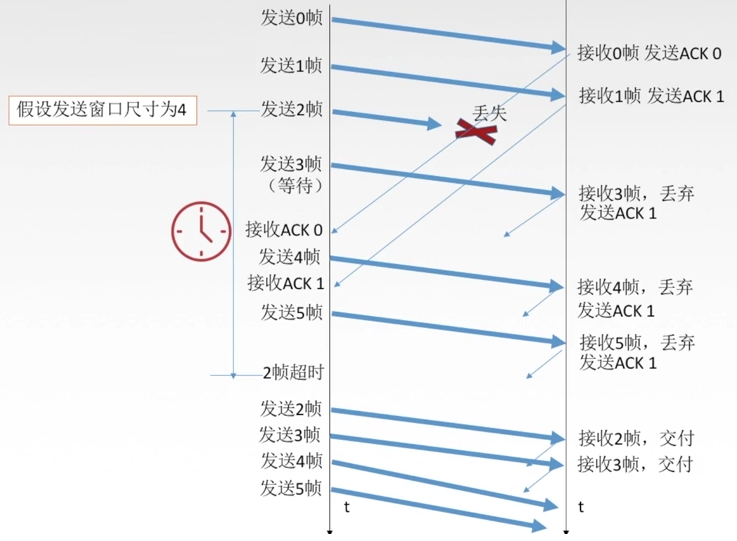 发送0帧
接收0帧 发送ACK 0
发送1帧
接收1帧 发送ACK 1
假设发送窗口尺寸为4
发送2帧
丢失
发送3帧
（等待）
接收3帧，丢弃
发送ACK 1
接收ACK 0
发送4帧
接收ACK 1
接收4帧，丢弃
发送ACK 1
发送5帧
接收5帧，丢弃
发送ACK 1
2帧超时
发送2帧
发送3帧
接收2帧，交付
发送4帧
接收3帧，交付
发送5帧
t
t